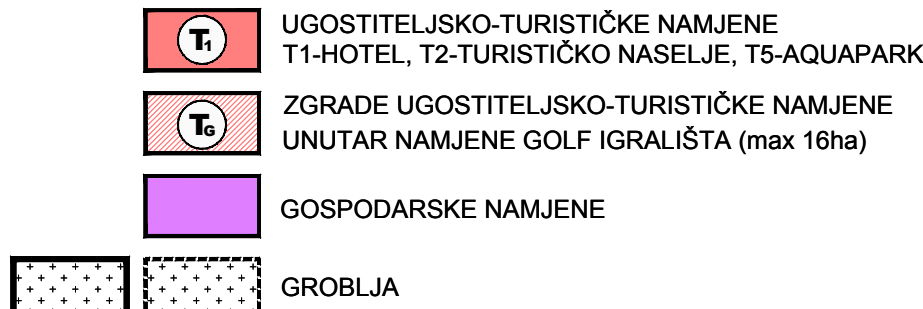 T1
UGOSTITELJSKO-TURISTIČKE NAMJENE
T1-HOTEL, T2-TURISTIČKO NASELJE, T5-AQUAPARK
TG
ZGRADE UGOSTITELJSKO-TURISTIČKE NAMJENE
UNUTAR NAMJENE GOLF IGRALIŠTA (max 16ha)
GOSPODARSKE NAMJENE
GROBLJA